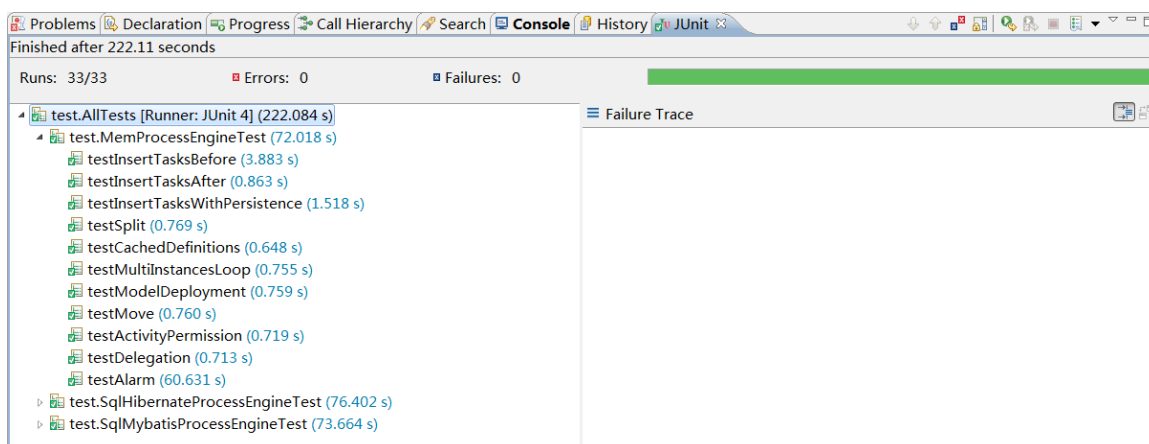 Problems Declaration Progress Call Hierarchy Search Console History JUnit
Finished after 222.11 seconds
Runs: 33/33 Errors: 0 Failures: 0
test.AllTests [Runner: JUnit 4] (222.084 s) Failure Trace
test.MemProcessEngineTest (72.018 s)
testInsertTasksBefore (3.883 s)
testInsertTasksAfter (0.863 s)
testInsertTasksWithPersistence (1.518 s)
testSplit (0.769 s)
testCachedDefinitions (0.648 s)
testMultiInstancesLoop (0.755 s)
testModelDeployment (0.759 s)
testMove (0.760 s)
testActivityPermission (0.719 s)
testDelegation (0.713 s)
testAlarm (60.631 s)
test.SqlHibernateProcessEngineTest (76.402 s)
test.SqlMybatisProcessEngineTest (73.664 s)